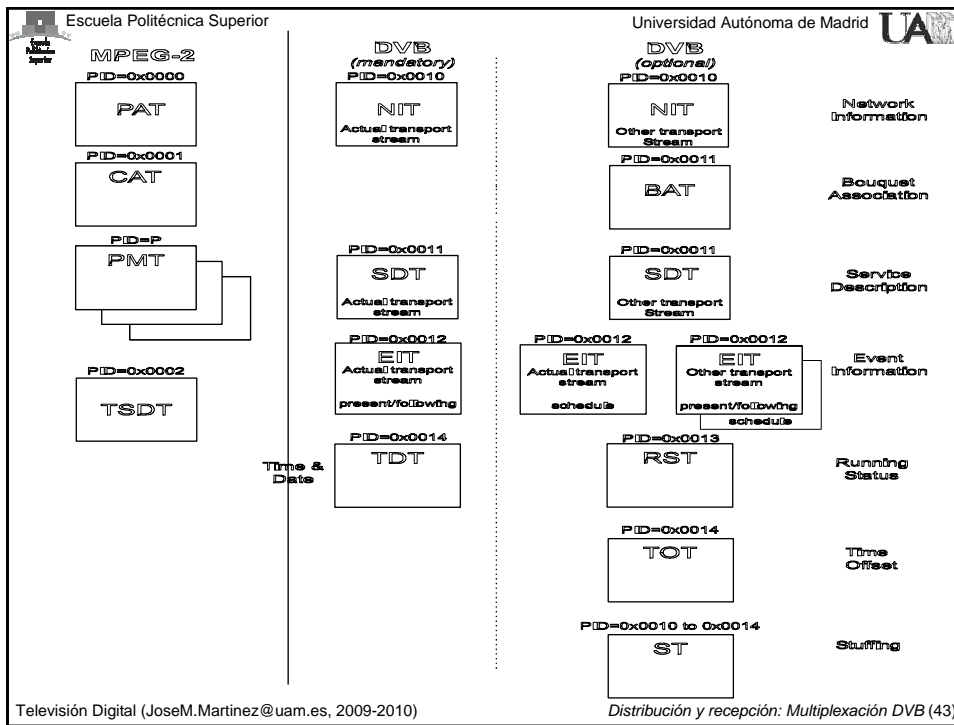 Escuela Politécnica Superior
Universidad Autónoma de Madrid
UAM
Escuela
Politécnica
Superior
MPEG-2
DVB
(mandatory)
DVB
(optional)
PID=0x0000
PAT
PID=0x0010
NIT
Actual transport
stream
PID=0x0010
NIT
Other transport
Stream
Network
Information
PID=0x0001
CAT
PID=0x0011
BAT
Bouquet
Association
PID=P
PMT
PID=0x0011
SDT
Actual transport
stream
PID=0x0011
SDT
Other transport
Stream
Service
Description
PID=0x0012
EIT
Actual transport
stream
present/following
PID=0x0012
EIT
Actual transport
stream
schedule
PID=0x0012
EIT
Other transport
stream
present/following
schedule
Event
Information
PID=0x0002
TSDT
Time &
Date
PID=0x0014
TDT
PID=0x0013
RST
Running
Status
PID=0x0014
TOT
Time
Offset
PID=0x0010 to 0x0014
ST
Stuffing
Televisión Digital (JoseM.Martinez@uam.es, 2009-2010)
Distribución y recepción: Multiplexación DVB (43)